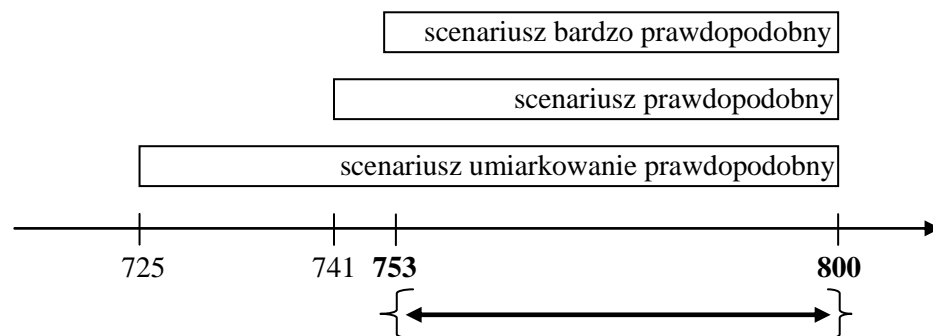 scenariusz bardzo prawdopodobny
scenariusz prawdopodobny
scenariusz umiarkowanie prawdopodobny
725 741 753 800